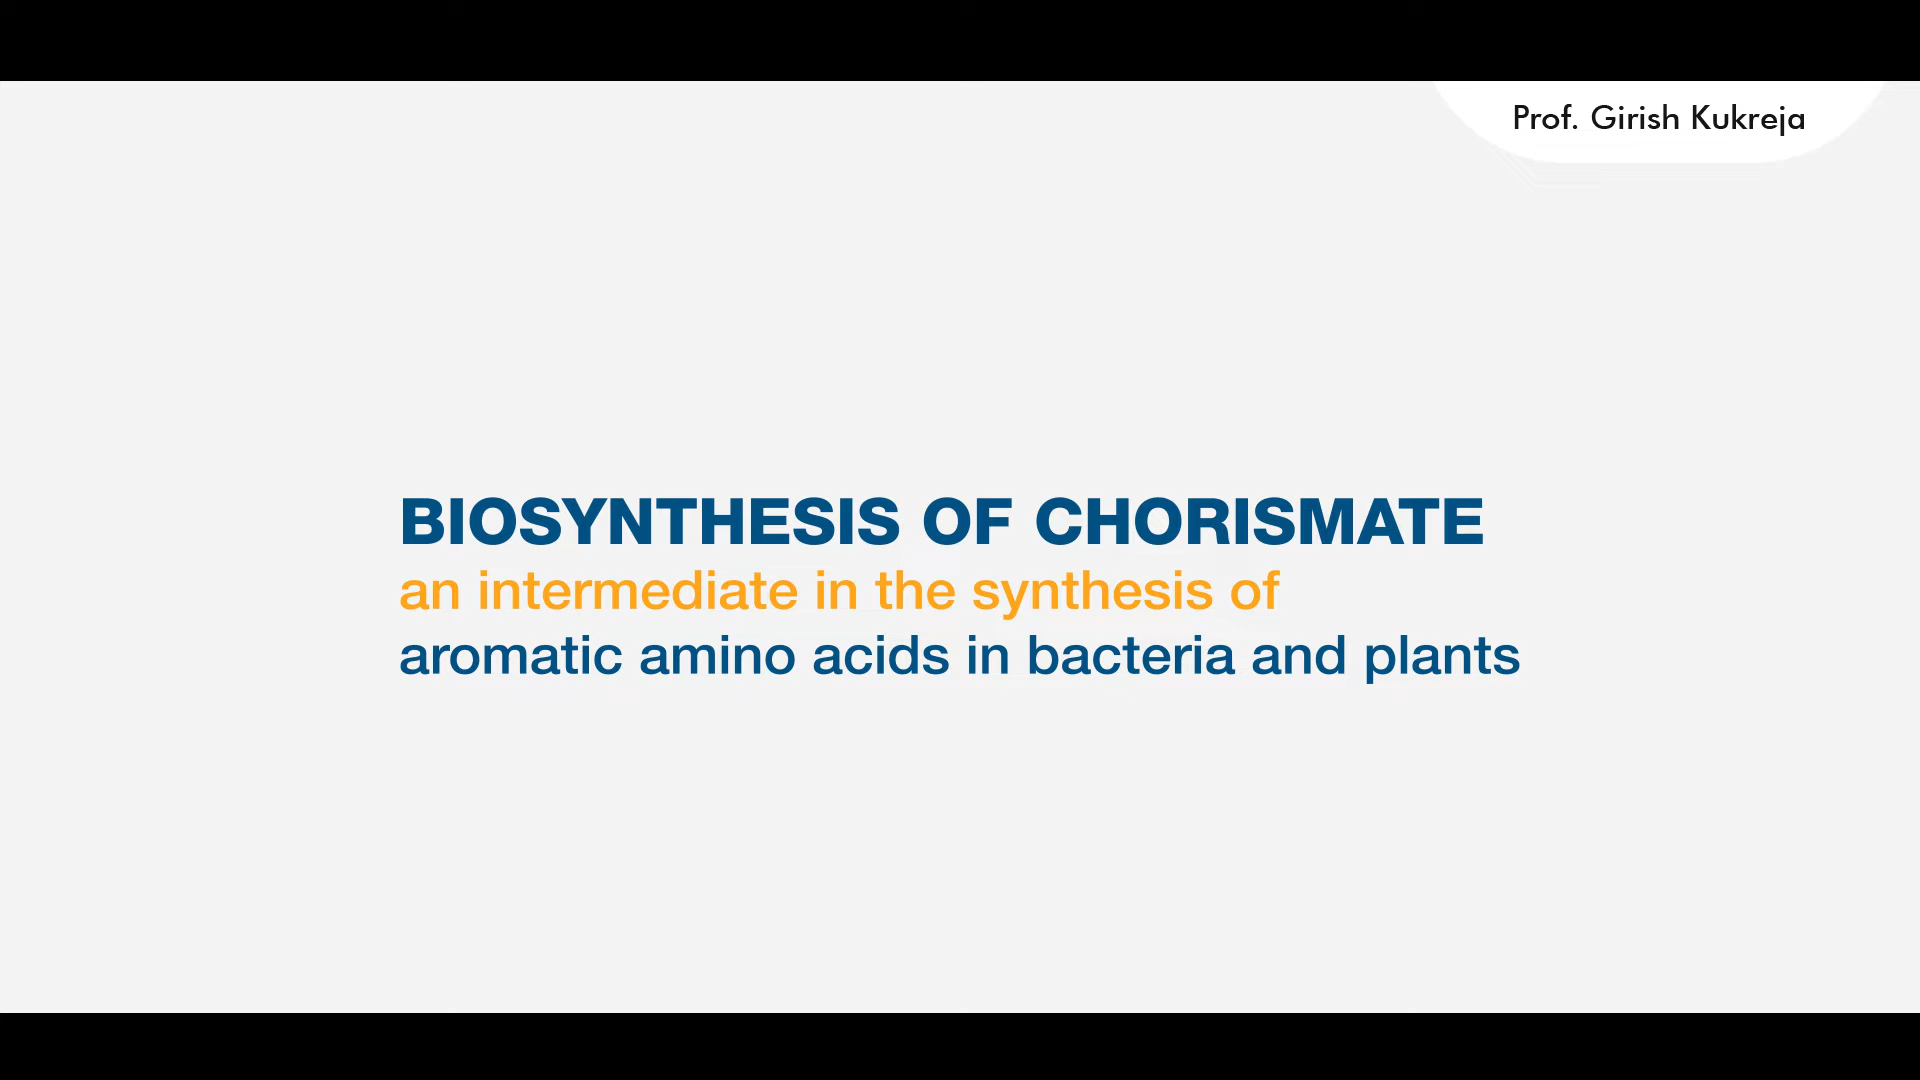 Prof. Girish Kukreja
BIOSYNTHESIS OF CHORISMATE
an intermediate in the synthesis of
aromatic amino acids in bacteria and plants